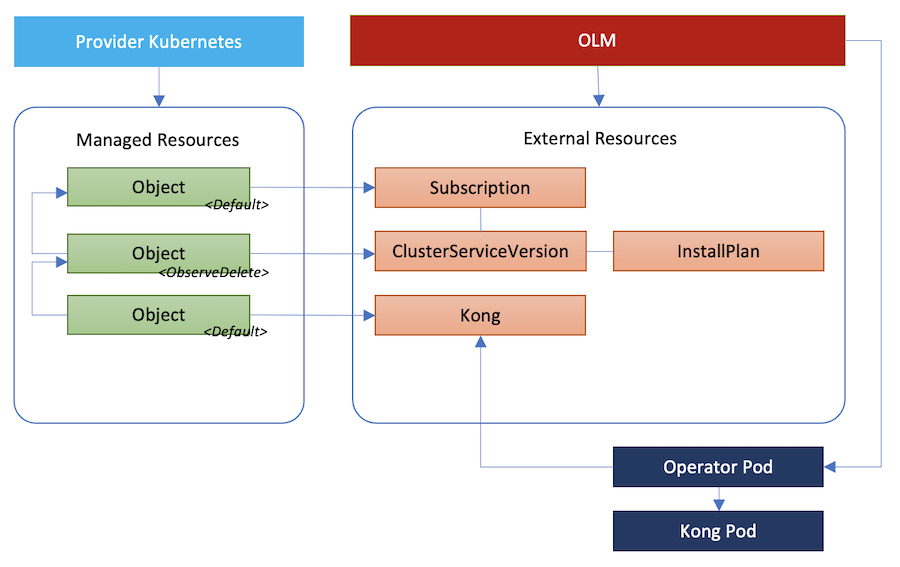 Provider Kubernetes
OLM
Managed Resources
External Resources
Object
<Default>
Subscription
Object
<ObserveDelete>
ClusterServiceVersion
InstallPlan
Object
<Default>
Kong
Operator Pod
Kong Pod